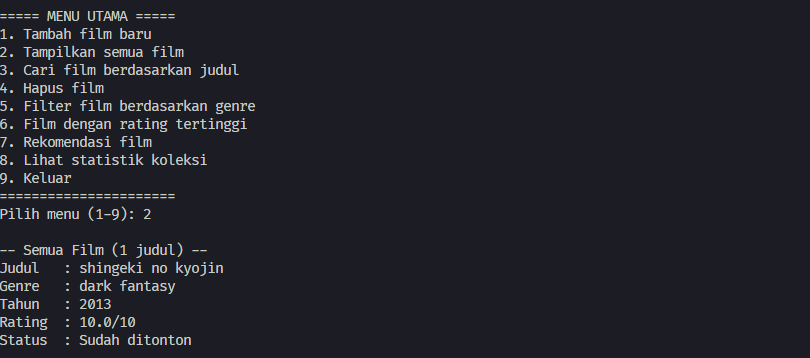 ===== MENU UTAMA =====
1. Tambah film baru
2. Tampilkan semua film
3. Cari film berdasarkan judul
4. Hapus film
5. Filter film berdasarkan genre
6. Film dengan rating tertinggi
7. Rekomendasi film
8. Lihat statistik koleksi
9. Keluar
======================
Pilih menu (1-9): 2

-- Semua Film (1 judul) --
Judul   : shingeki no kyojin
Genre   : dark fantasy
Tahun   : 2013
Rating  : 10.0/10
Status  : Sudah ditonton